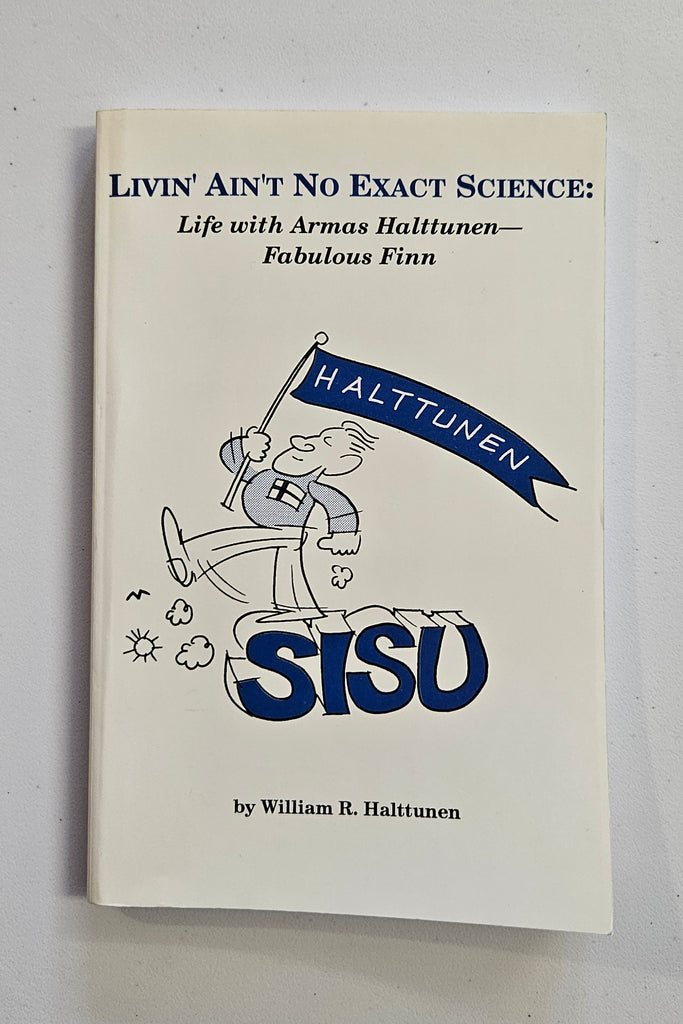 Livin' Ain't No Exact Science:
Life with Armas Halttunen—
Fabulous Finn
HALTTUNEN
SISU
by William R. Halttunen